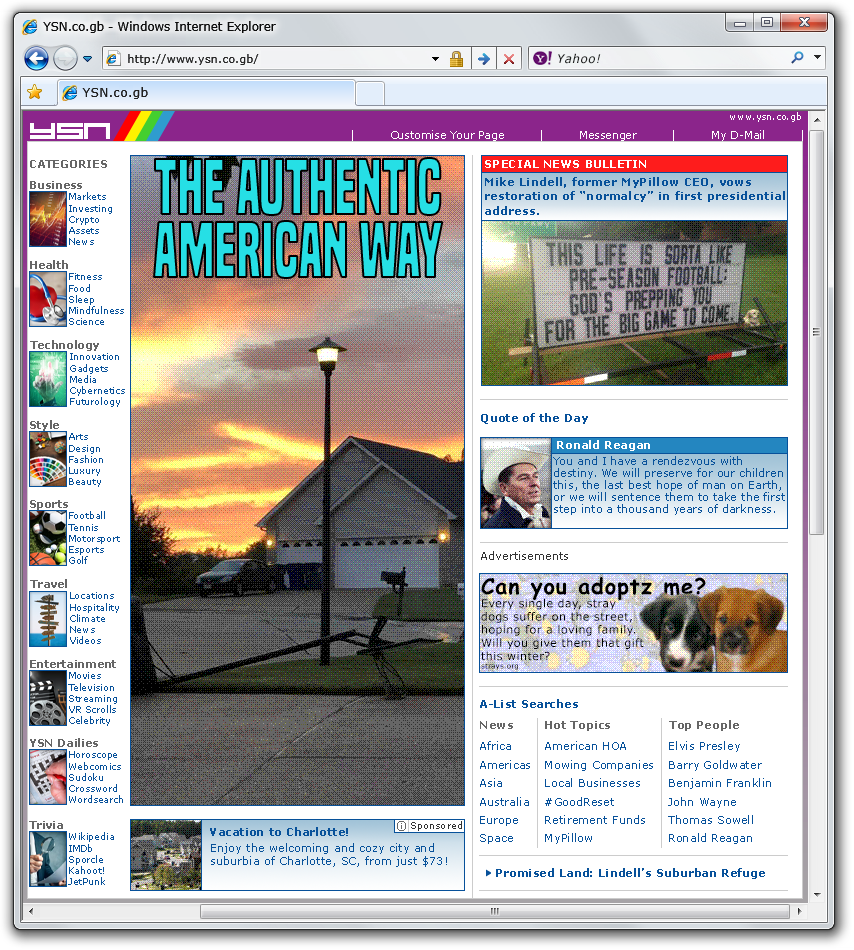 YSN.co.gb - Windows Internet Explorer
http://www.ysn.co.gb/
Yahoo!
YSN.co.gb
www.ysn.co.gb
YSN
Customise Your Page
Messenger
My D-Mail
CATEGORIES
Business
Markets
Investing
Crypto
Assets
News
Health
Fitness
Food
Sleep
Mindfulness
Science
Technology
Innovation
Gadgets
Media
Cybernetics
Futurology
Style
Arts
Design
Fashion
Luxury
Beauty
Sports
Football
Tennis
Motorsport
Esports
Golf
Travel
Locations
Hospitality
Climate
News
Videos
Entertainment
Movies
Television
Streaming
VR Scrolls
Celebrity
YSN Dailies
Horoscope
Webcomics
Sudoku
Crossword
Wordsearch
Trivia
Wikipedia
IMDb
Sporcle
Kahoot!
JetPunk
THE AUTHENTIC
AMERICAN WAY
Sponsored
Vacation to Charlotte!
Enjoy the welcoming and cozy city and
suburbia of Charlotte, SC, from just $73!
SPECIAL NEWS BULLETIN
Mike Lindell, former MyPillow CEO, vows
restoration of “normalcy” in first presidential
address.
THIS LIFE IS SORTA LIKE
PRE-SEASON FOOTBALL:
GOD'S PREPPING YOU
FOR THE BIG GAME TO COME.
Quote of the Day
Ronald Reagan
You and I have a rendezvous with
destiny. We will preserve for our children
this, the last best hope of man on Earth,
or we will sentence them to take the first
step into a thousand years of darkness.
Advertisements
Can you adoptz me?
Every single day, stray
dogs suffer on the street,
hoping for a loving family.
Will you give them that gift
this winter?
strays.org
A-List Searches
News
Africa
Americas
Asia
Australia
Europe
Space
Hot Topics
American HOA
Mowing Companies
Local Businesses
#GoodReset
Retirement Funds
MyPillow
Top People
Elvis Presley
Barry Goldwater
Benjamin Franklin
John Wayne
Thomas Sowell
Ronald Reagan
Promised Land: Lindell’s Suburban Refuge